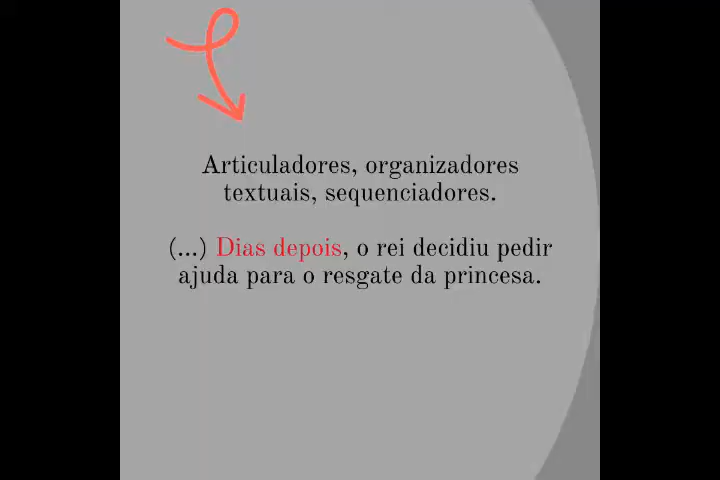 Articuladores, organizadores
textuais, sequenciadores.
(...) Dias depois, o rei decidiu pedir
ajuda para o resgate da princesa.